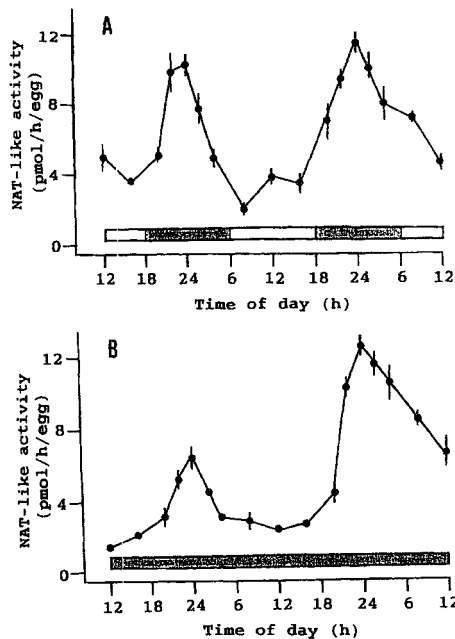 A
NAT-like activity
(pmol/h/egg)
12
8
4
0
12 18 24 6 12 18 24 6 12
Time of day (h)
B
NAT-like activity
(pmol/h/egg)
12
8
4
0
12 18 24 6 12 18 24 6 12
Time of day (h)